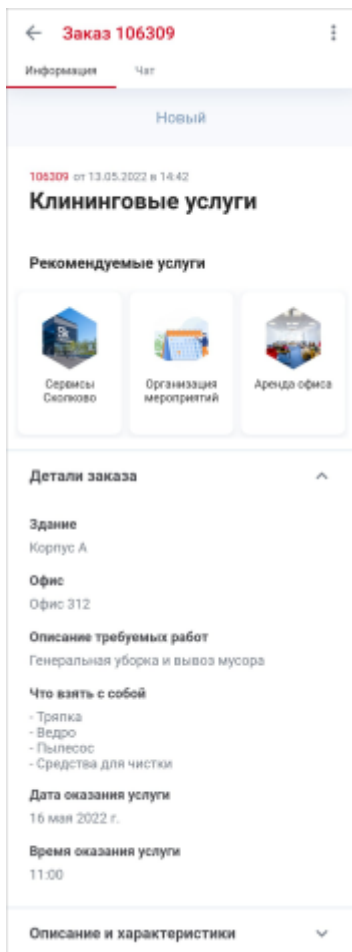 Заказ 106309
Информация Чат
Новый
106309 от 13.05.2022 в 14:42
Клининговые услуги
Рекомендуемые услуги
Sk
Сервисы Организация Аренда офиса
Сколково мероприятий
Детали заказа
Здание
Корпус А
Офис
Офис 312
Описание требуемых работ
Генеральная уборка и вывоз мусора
Что взять с собой
- Тряпка
- Ведро
- Пылесос
- Средства для чистки
Дата оказания услуги
16 мая 2022 г.
Время оказания услуги
11:00
Описание и характеристики